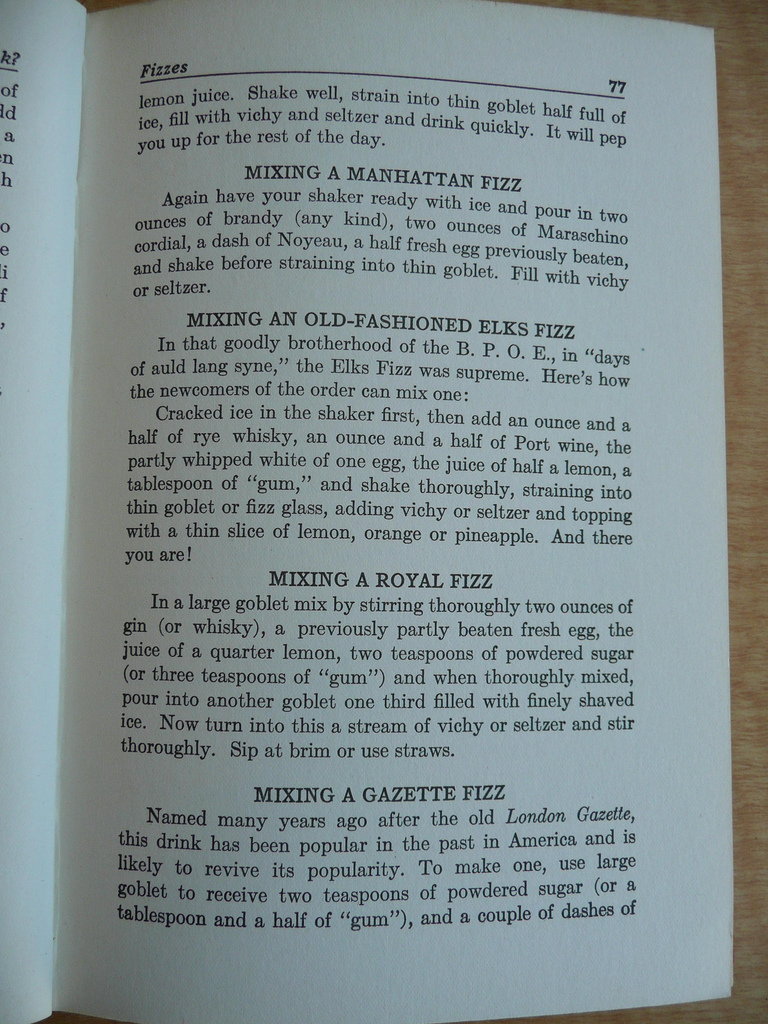 k?
of
a
h
o
e
f
,
Fizzes 77
lemon juice. Shake well, strain into thin goblet half full of
ice, fill with vichy and seltzer and drink quickly. It will pep
you up for the rest of the day.
MIXING A MANHATTAN FIZZ
Again have your shaker ready with ice and pour in two
ounces of brandy (any kind), two ounces of Maraschino
cordial, a dash of Noyeau, a half fresh egg previously beaten,
and shake before straining into thin goblet. Fill with vichy
or seltzer.
MIXING AN OLD-FASHIONED ELKS FIZZ
In that goodly brotherhood of the B. P. O. E., in “days
of auld lang syne,” the Elks Fizz was supreme. Here's how
the newcomers of the order can mix one:
Cracked ice in the shaker first, then add an ounce and a
half of rye whisky, an ounce and a half of Port wine, the
partly whipped white of one egg, the juice of half a lemon, a
tablespoon of “gum,” and shake thoroughly, straining into
thin goblet or fizz glass, adding vichy or seltzer and topping
with a thin slice of lemon, orange or pineapple. And there
you are!
MIXING A ROYAL FIZZ
In a large goblet mix by stirring thoroughly two ounces of
gin (or whisky), a previously partly beaten fresh egg, the
juice of a quarter lemon, two teaspoons of powdered sugar
(or three teaspoons of “gum”) and when thoroughly mixed,
pour into another goblet one third filled with finely shaved
ice. Now turn into this a stream of vichy or seltzer and stir
thoroughly. Sip at brim or use straws.
MIXING A GAZETTE FIZZ
Named many years ago after the old London Gazette,
this drink has been popular in the past in America and is
likely to revive its popularity. To make one, use large
goblet to receive two teaspoons of powdered sugar (or a
tablespoon and a half of “gum”), and a couple of dashes of